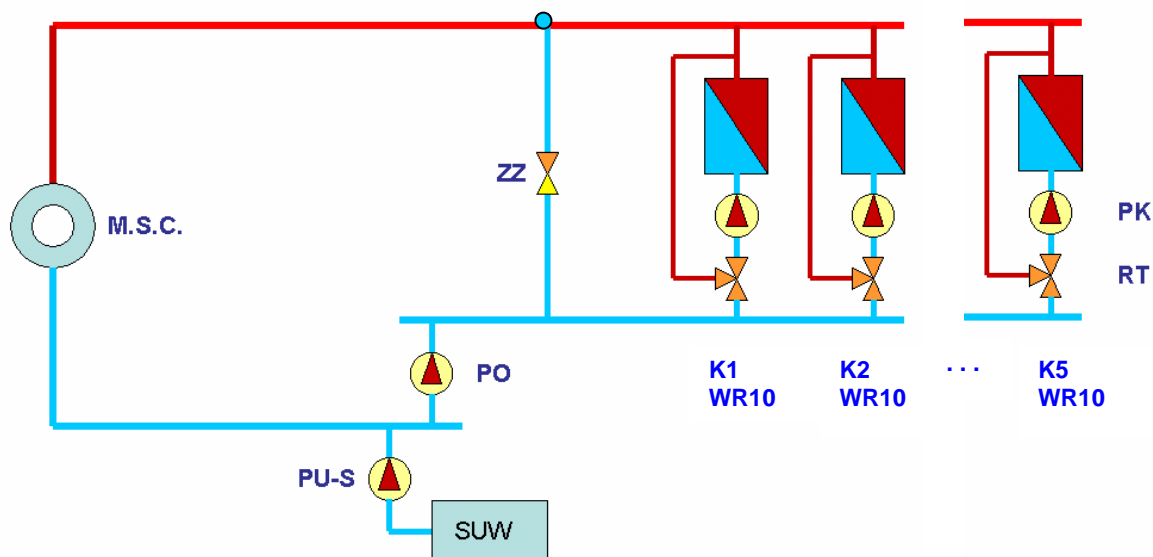 ZZ
M.S.C.
PK
RT
PO
K1
WR10
K2
WR10
. . .
K5
WR10
PU-S
SUW